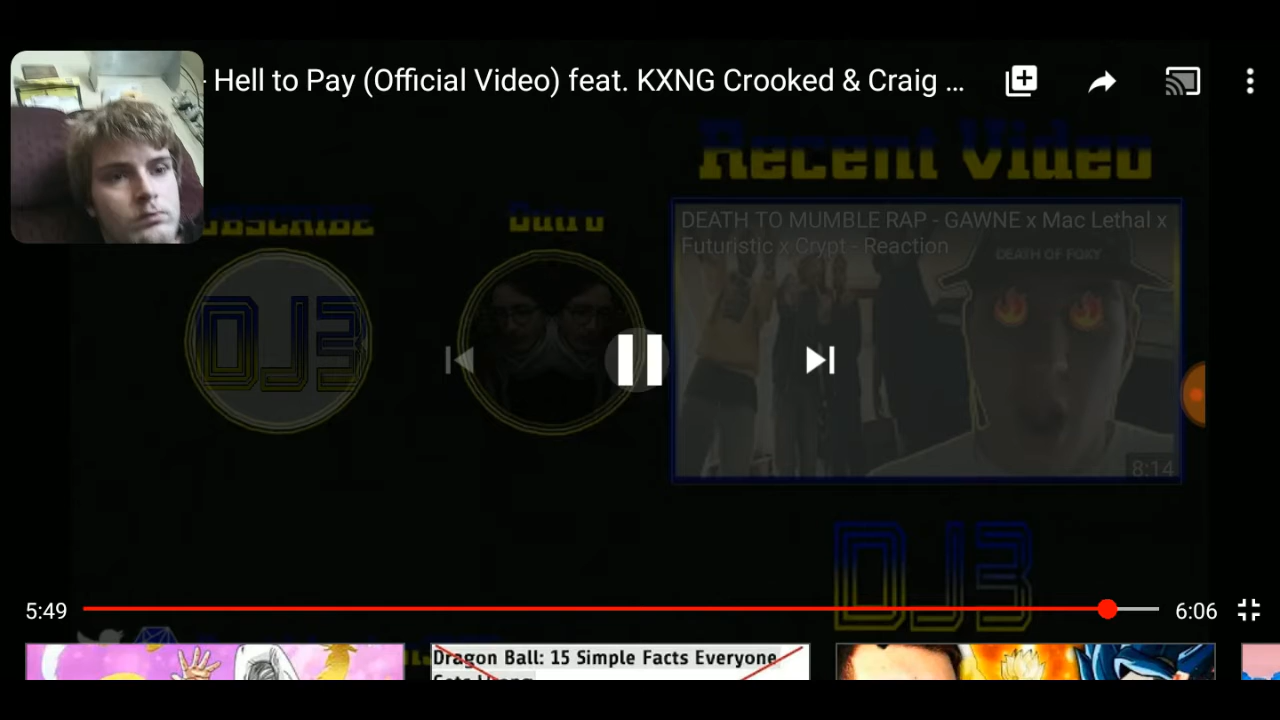 - Hell to Pay (Official Video) feat. KXNG Crooked & Craig ...
Recent Video
SUBSCRIBE
Outro
DEATH TO MUMBLE RAP - GAWNE x Mac Lethal x
Futuristic x Crypt - Reaction
DEATH OF FOXY
DJ3
8:14
DJ3
5:49
6:06
Dragon Ball: 15 Simple Facts Everyone